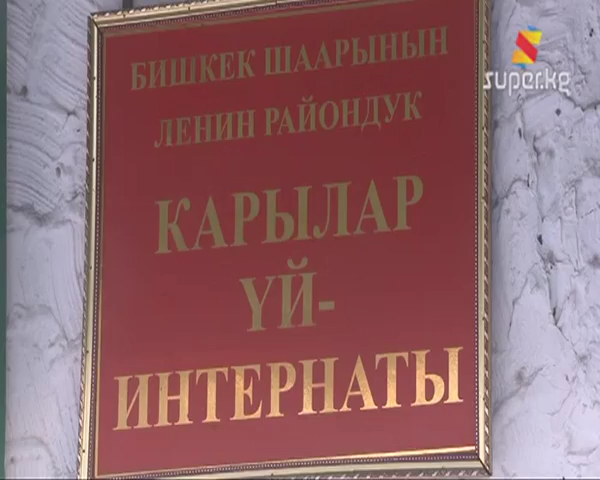 БИШКЕК ШААРЫНЫН
ЛЕНИН РАЙОНДУК
КАРЫЛАР
ҮЙ-
ИНТЕРНАТЫ
super.kg